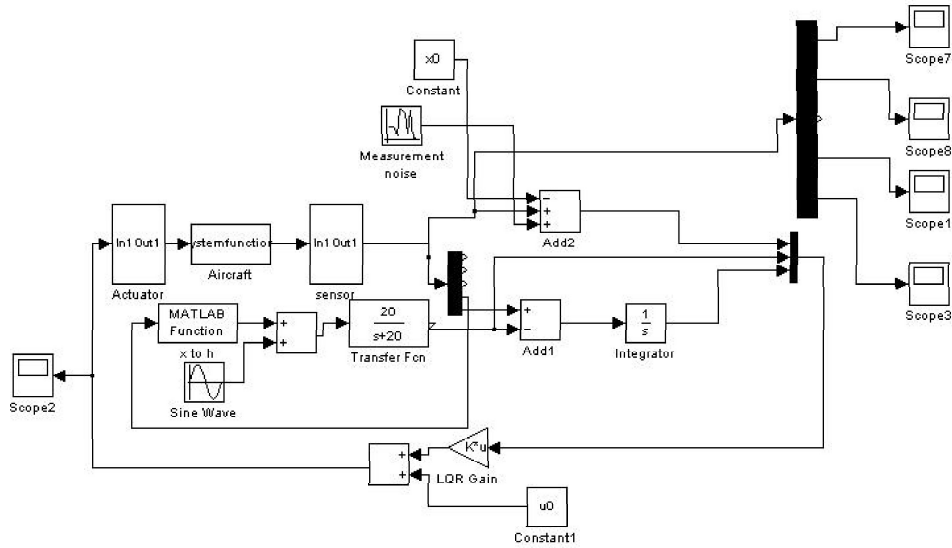 Scope7
x0
Constant
Measurement
noise
Scope8
Scope1
−
+
+
Add2
In1 Out1
Actuator
ystemfunction
Aircraft
In1 Out1
sensor
Scope3
MATLAB
Function
x to h
+
+
20
s+20
Transfer Fcn
+
−
Add1
1
s
Integrator
Sine Wave
Scope2
+
+
K*u
LQR Gain
u0
Constant1